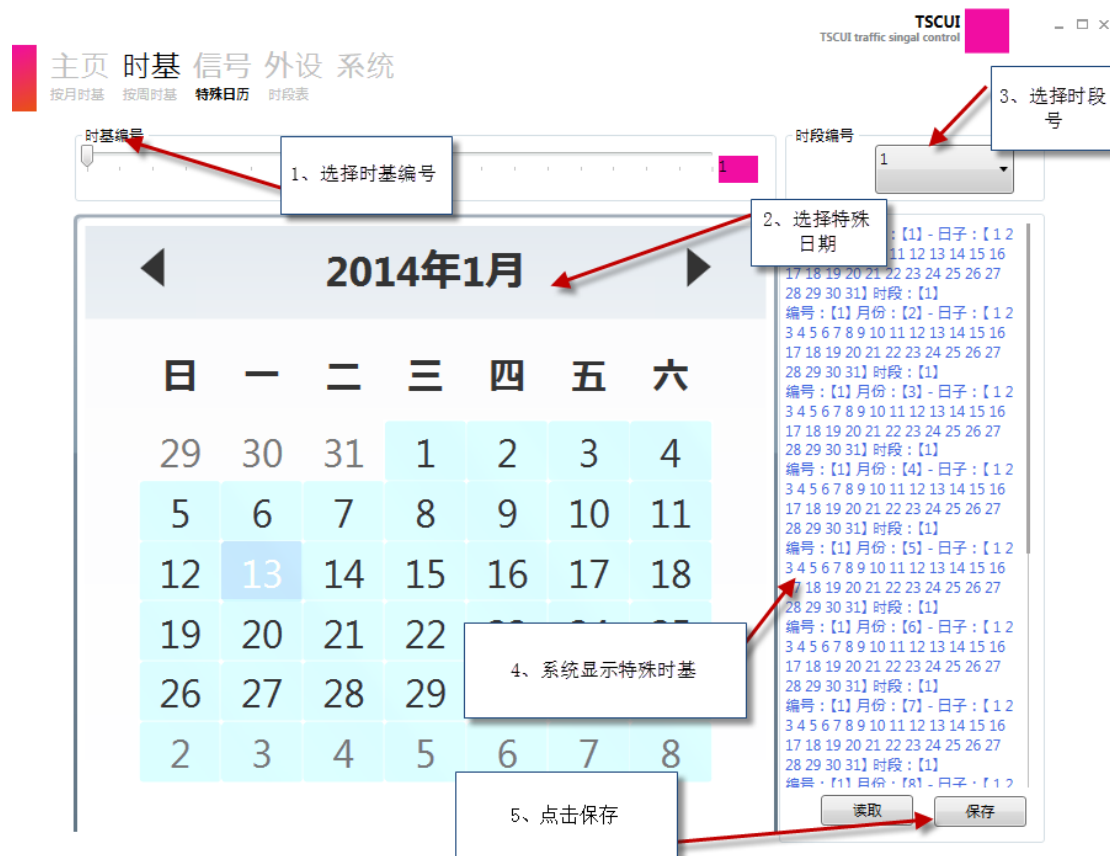 TSCUI
TSCUI traffic singal control
主页 时基 信号 外设 系统
按月时基 按周时基 特殊日历 时段表
3、选择时段
号
时基编号
1、选择时基编号
1
时段编号
1
2、选择特殊
日期
2014年1月
日 一 二 三 四 五 六
29 30 31 1 2 3 4
5 6 7 8 9 10 11
12 13 14 15 16 17 18
19 20 21 22
26 27 28 29
2 3 4 5 6 7 8
:【1】- 日子:【 1 2
11 12 13 14 15 16
17 18 19 20 21 22 23 24 25 26 27
28 29 30 31】时段:【1】
编号:【1】月份:【2】- 日子:【 1 2
3 4 5 6 7 8 9 10 11 12 13 14 15 16
17 18 19 20 21 22 23 24 25 26 27
28 29 30 31】时段:【1】
编号:【1】月份:【3】- 日子:【 1 2
3 4 5 6 7 8 9 10 11 12 13 14 15 16
17 18 19 20 21 22 23 24 25 26 27
28 29 30 31】时段:【1】
编号:【1】月份:【4】- 日子:【 1 2
3 4 5 6 7 8 9 10 11 12 13 14 15 16
17 18 19 20 21 22 23 24 25 26 27
28 29 30 31】时段:【1】
编号:【1】月份:【5】- 日子:【 1 2
3 4 5 6 7 8 9 10 11 12 13 14 15 16
18 19 20 21 22 23 24 25 26 27
28 29 30 31】时段:【1】
编号:【1】月份:【6】- 日子:【 1 2
3 4 5 6 7 8 9 10 11 12 13 14 15 16
17 18 19 20 21 22 23 24 25 26 27
28 29 30 31】时段:【1】
编号:【1】月份:【7】- 日子:【 1 2
3 4 5 6 7 8 9 10 11 12 13 14 15 16
17 18 19 20 21 22 23 24 25 26 27
28 29 30 31】时段:【1】
编号:【1】月份:【8】- 日子:【 1 2
4、系统显示特殊时基
5、点击保存
读取 保存